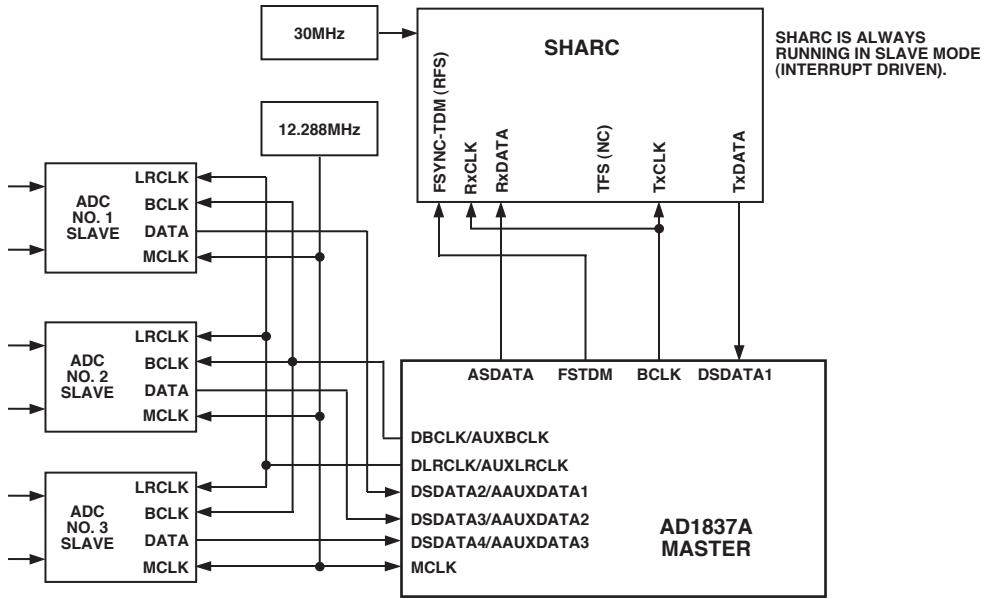 30MHz
SHARC
SHARC IS ALWAYS
RUNNING IN SLAVE MODE
(INTERRUPT DRIVEN).
12.288MHz
FSYNC-TDM (RFS)
RxCLK
RxDATA
TFS (NC)
TxCLK
TxDATA
ADC
NO. 1
SLAVE
LRCLK
BCLK
DATA
MCLK
ADC
NO. 2
SLAVE
LRCLK
BCLK
DATA
MCLK
ADC
NO. 3
SLAVE
LRCLK
BCLK
DATA
MCLK
ASDATA FSTDM BCLK DSDATA1
DBCLK/AUXBCLK
DLRCLK/AUXLRCLK
DSDATA2/AAUXDATA1
DSDATA3/AAUXDATA2
DSDATA4/AAUXDATA3
MCLK
AD1837A
MASTER